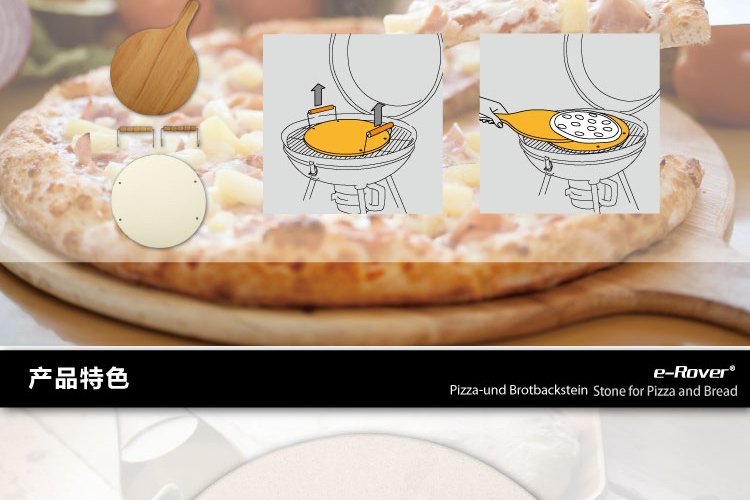 产品特色
e-Rover®
Pizza-und Brotbackstein Stone for Pizza and Bread